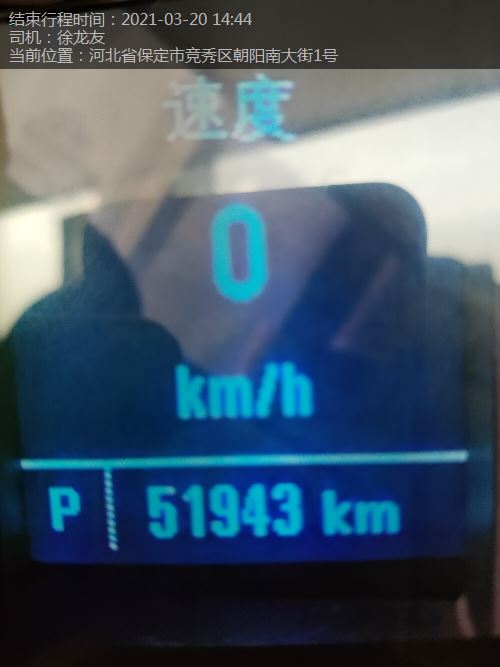 结束行程时间：2021-03-20 14:44
司机：徐龙友
当前位置：河北省保定市竞秀区朝阳南大街1号
速度
0
km/h
P 51943 km